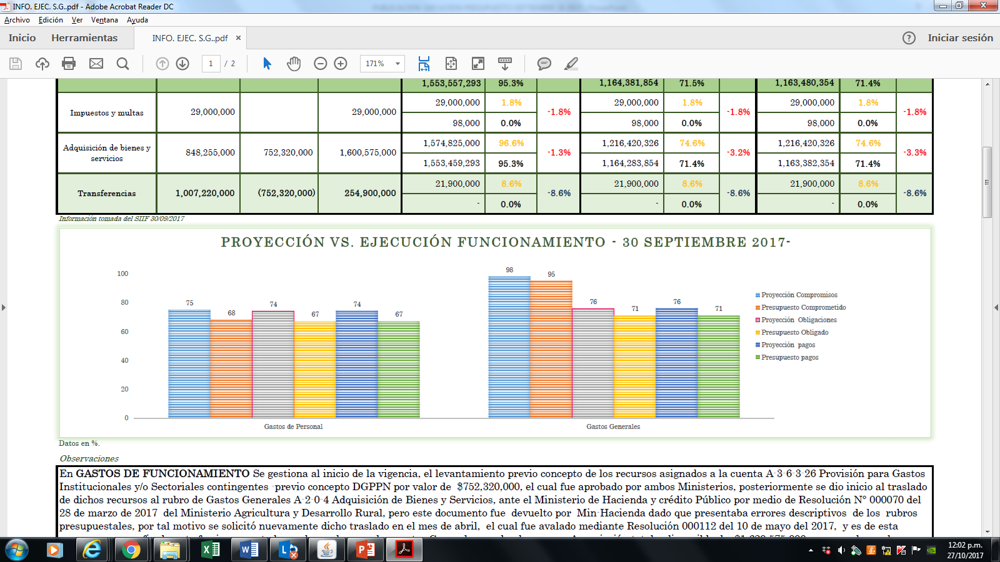 INFO. EJEC. S.G..pdf - Adobe Acrobat Reader DC
Archivo Edición Ver Ventana Ayuda
Inicio Herramientas INFO. EJEC. S.G..pdf × ? Iniciar sesión
1 / 2 171%
1,553,557,293 95.3% 1,164,381,854 71.5% 1,163,480,354 71.4%
Impuestos y multas 29,000,000 29,000,000 29,000,000 1.8% -1.8% 29,000,000 1.8% -1.8% 29,000,000 1.8% -1.8%
98,000 0.0% 98,000 0.0% 98,000 0.0%
Adquisición de bienes y servicios 848,255,000 752,320,000 1,600,575,000 1,574,825,000 96.6% -1.3% 1,216,420,326 74.6% -3.2% 1,216,420,326 74.6% -3.3%
1,553,459,293 95.3% 1,164,283,854 71.4% 1,163,382,354 71.4%
Transferencias 1,007,220,000 (752,320,000) 254,900,000 21,900,000 8.6% -8.6% 21,900,000 8.6% -8.6% 21,900,000 8.6% -8.6%
- 0.0% - 0.0% - 0.0%
Información tomada del SIIF 30/09/2017
PROYECCIÓN VS. EJECUCIÓN FUNCIONAMIENTO - 30 SEPTIEMBRE 2017-
100
80
60
40
20
0
75 68 74 67 74 67
98 95 76 71 76 71
Gastos de Personal Gastos Generales
Proyección Compromisos
Presupuesto Comprometido
Proyección Obligaciones
Presupuesto Obligado
Proyección pagos
Presupuesto pagos
Datos en %.
Observaciones
En GASTOS DE FUNCIONAMIENTO Se gestiona al inicio de la vigencia, el levantamiento previo concepto de los recursos asignados a la cuenta A-3-6-3-26 Provisión para Gastos
Institucionales y/o Sectoriales contingentes -previo concepto DGPPN por valor de $752,320,000, el cual fue aprobado por ambos Ministerios, posteriormente se dio inicio al traslado
de dichos recursos al rubro de Gastos Generales A-2-0-4 Adquisición de Bienes y Servicios, ante el Ministerio de Hacienda y crédito Público por medio de Resolución N° 000070 del
28 de marzo de 2017 del Ministerio Agricultura y Desarrollo Rural, pero este documento fue devuelto por Min-Hacienda dado que presentaba errores descriptivos de los rubros
presupuestales, por tal motivo se solicitó nuevamente dicho traslado en el mes de abril, el cual fue avalado mediante Resolución 000112 del 10 de mayo del 2017, y es de esta
12:02 p.m.
27/10/2017